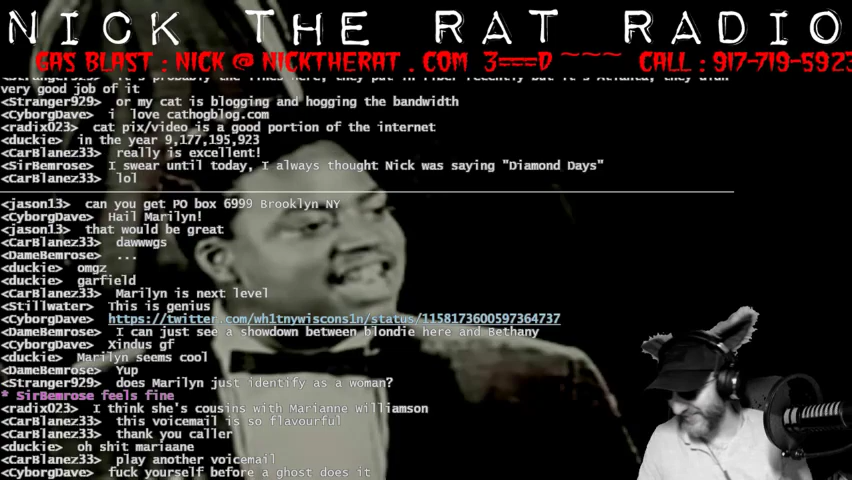 NICK THE RAT RADIO
GAS BLAST : NICK @ NICKTHERAT . COM 3===D ~~~ CALL : 917-719-5923
very good job of it
<Stranger929> or my cat is blogging and hogging the bandwidth
<CyborgDave> i love cathogblog.com
<radix023> cat pix/video is a good portion of the internet
<duckie> in the year 9,177,195,923
<CarBlanez33> really is excellent!
<SirBemrose> I swear until today, I always thought Nick was saying "Diamond Days"
<CarBlanez33> lol
<jason13> can you get PO box 6999 Brooklyn NY
<CyborgDave> Hail Marilyn!
<jason13> that would be great
<CarBlanez33> dawwwgs
<DameBemrose> ...
<duckie> omgz
<duckie> garfield
<CarBlanez33> Marilyn is next level
<Stillwater> This is genius
<CyborgDave> https://twitter.com/wh1tnywiscons1n/status/1158173600597364737
<DameBemrose> I can just see a showdown between blondie here and Bethany
<CyborgDave> Xindus gf
<duckie> Marilyn seems cool
<DameBemrose> Yup
<Stranger929> does Marilyn just identify as a woman?
* SirBemrose feels fine
<radix023> I think she's cousins with Marianne Williamson
<CarBlanez33> this voicemail is so flavourful
<CarBlanez33> thank you caller
<duckie> oh shit mariaane
<CarBlanez33> play another voicemail
<CyborgDave> fuck yourself before a ghost does it